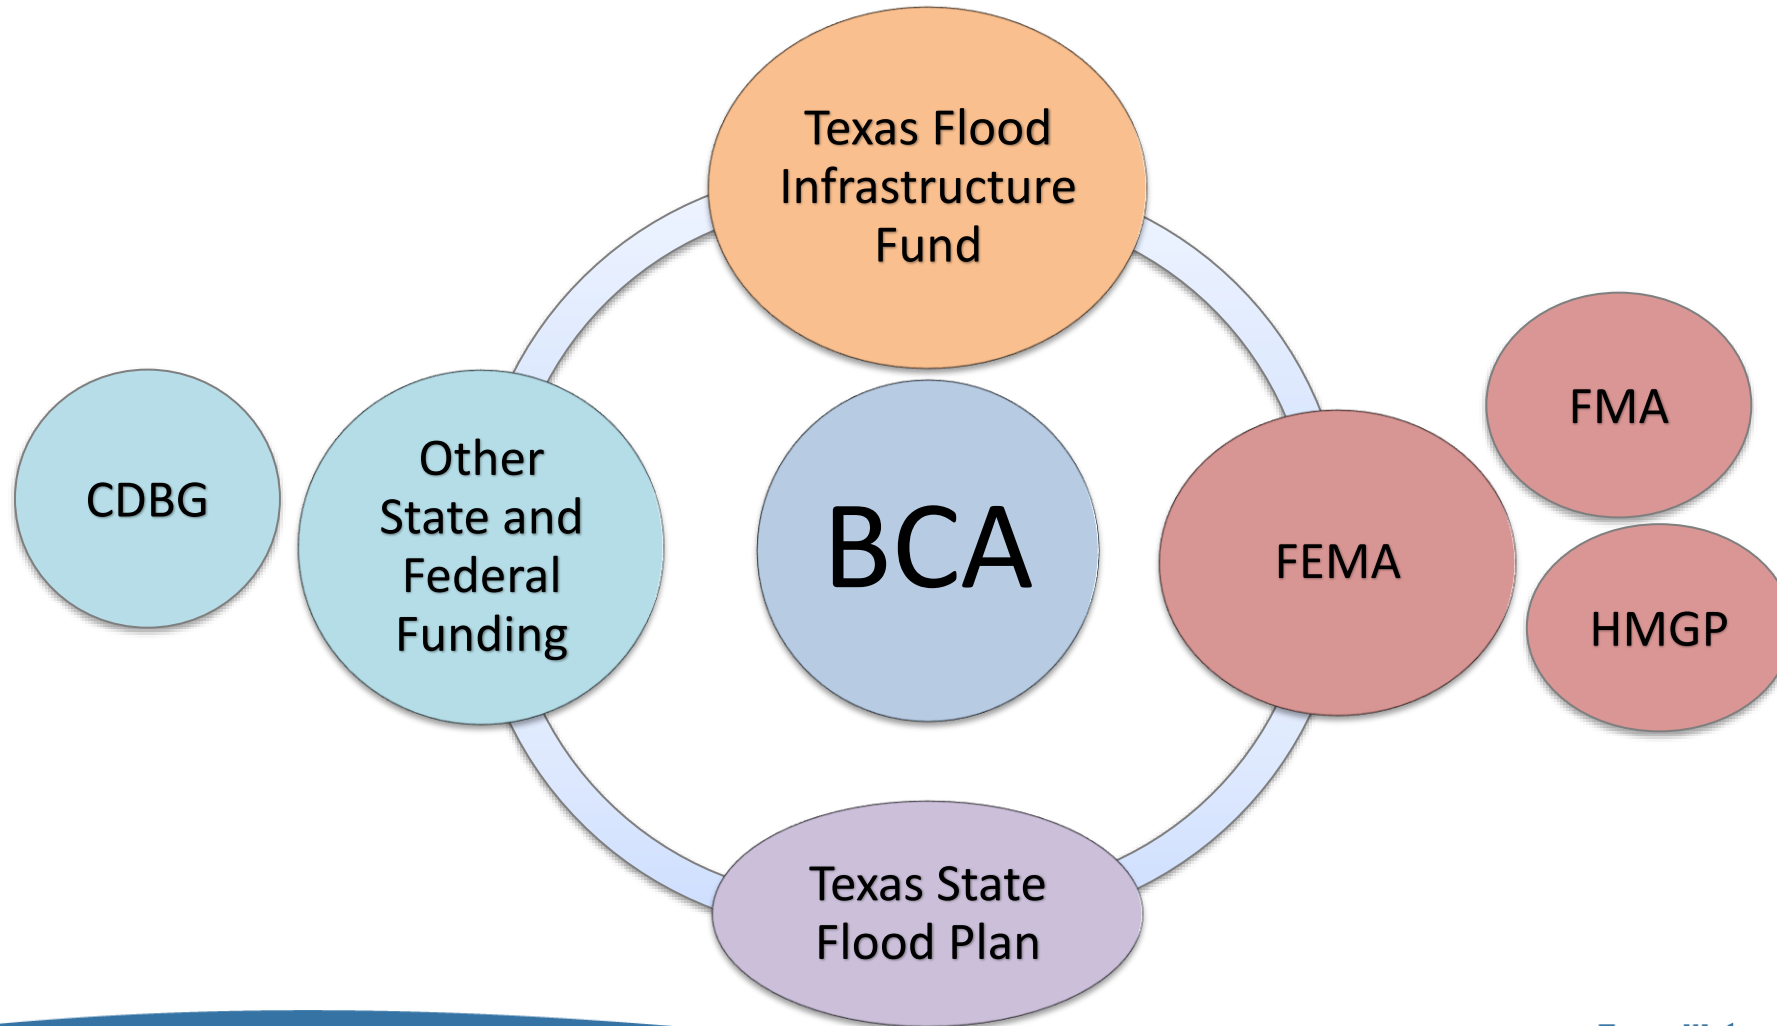 Texas Flood
Infrastructure
Fund
FMA
CDBG
Other
State and
Federal
Funding
BCA
FEMA
HMGP
Texas State
Flood Plan